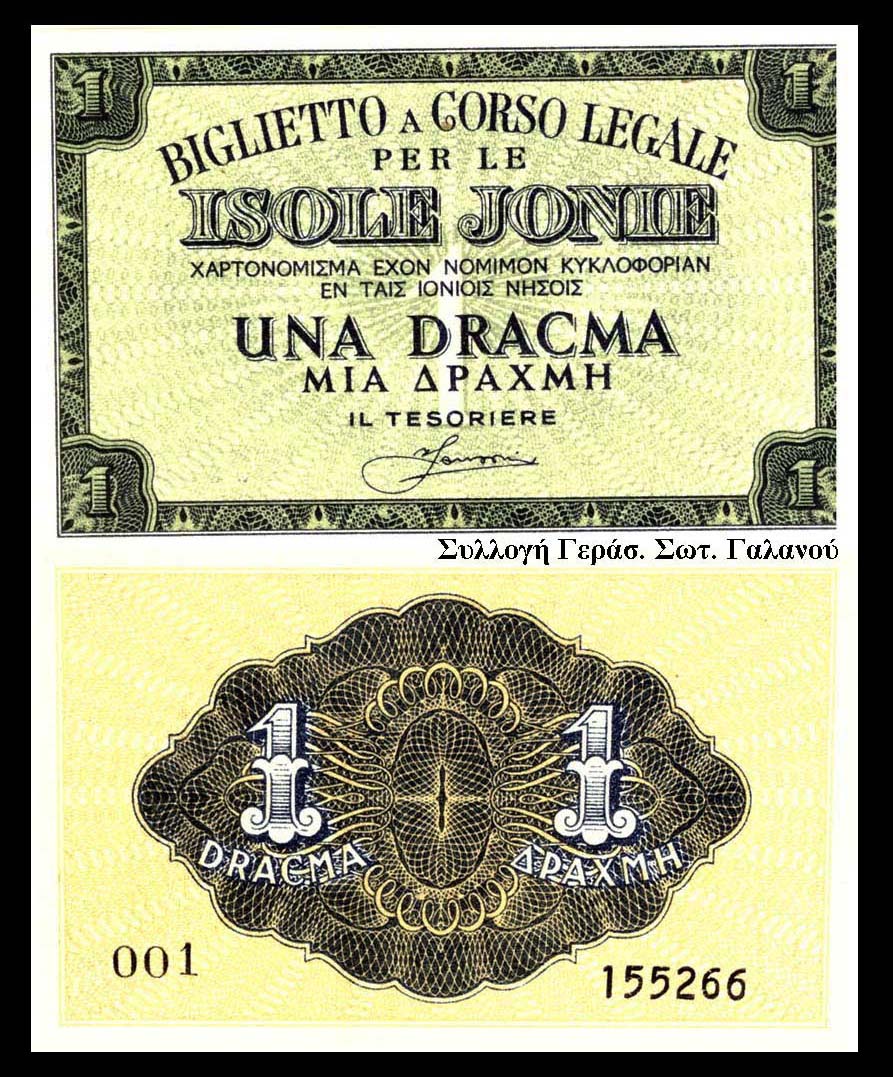 1 1
BIGLIETTO A CORSO LEGALE
PER LE
ISOLE JONIE
ΧΑΡΤΟΝΟΜΙΣΜΑ ΕΧΟΝ ΝΟΜΙΜΟΝ ΚΥΚΛΟΦΟΡΙΑΝ
ΕΝ ΤΑΙΣ ΙΟΝΙΟΙΣ ΝΗΣΟΙΣ
UNA DRACMA
ΜΙΑ ΔΡΑΧΜΗ
IL TESORIERE
1 1
Συλλογή Γεράσ. Σωτ. Γαλανού
1 1
DRACMA ΔΡΑΧΜΗ
001 155266